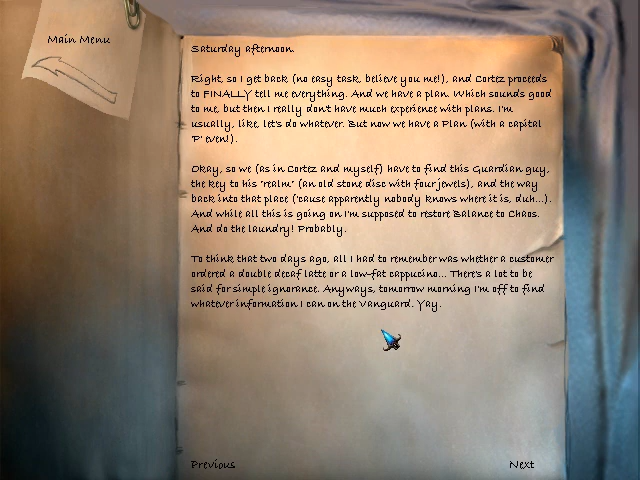 Main Menu
Saturday afternoon.
Right, so I get back (no easy task, believe you me!), and Cortez proceeds
to FINALLY tell me everything. And we have a plan. Which sounds good
to me, but then I really don't have much experience with plans. I'm
usually, like, let's do whatever. But now we have a Plan (with a capital
'P' even!).
Okay, so we (as in Cortez and myself) have to find this Guardian guy,
the key to his "realm" (an old stone disc with four jewels), and the way
back into that place ('cause apparently nobody knows where it is, duh...).
And while all this is going on I'm supposed to restore Balance to Chaos.
And do the laundry! Probably.
To think that two days ago, all I had to remember was whether a customer
ordered a double decaf latte or a low-fat cappucino... There's a lot to be
said for simple ignorance. Anyways, tomorrow morning I'm off to find
whatever information I can on the Vanguard. Yay.
Previous
Next